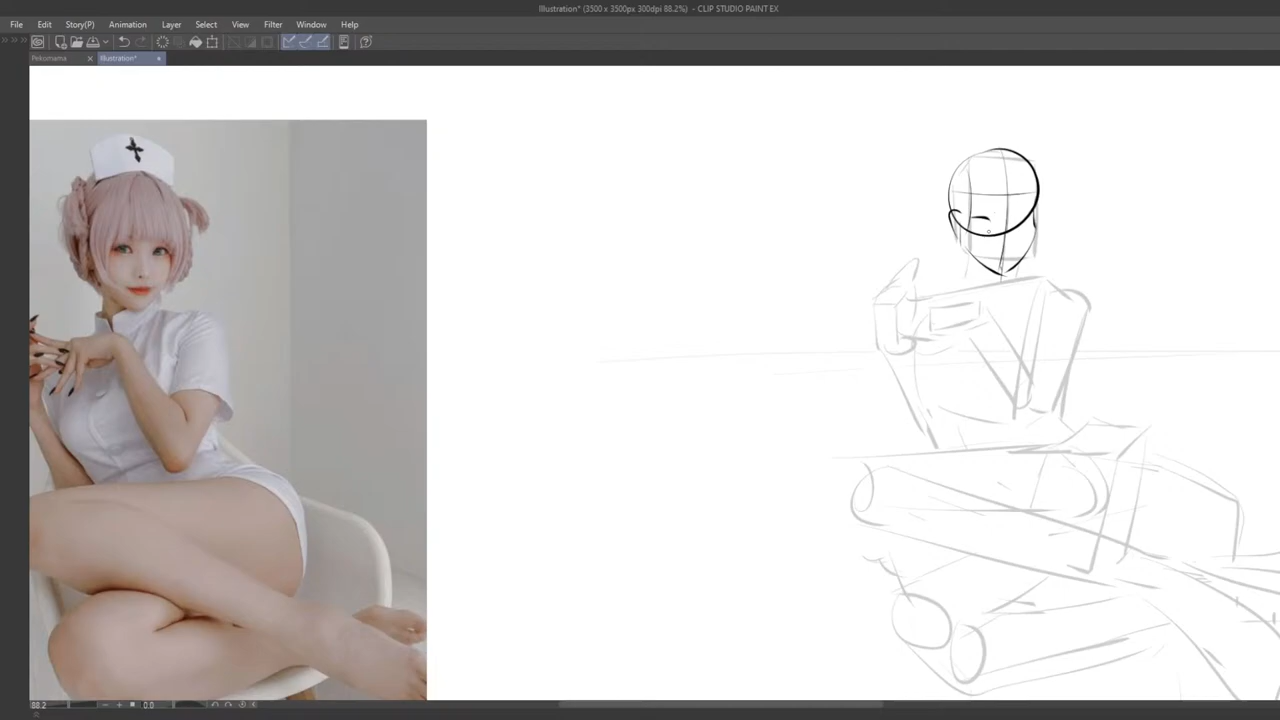 Illustration* (3500 x 3500px 300dpi 88.2%) - CLIP STUDIO PAINT EX
File Edit Story(P) Animation Layer Select View Filter Window Help
Pekomama Illustration*
88.2 0.0